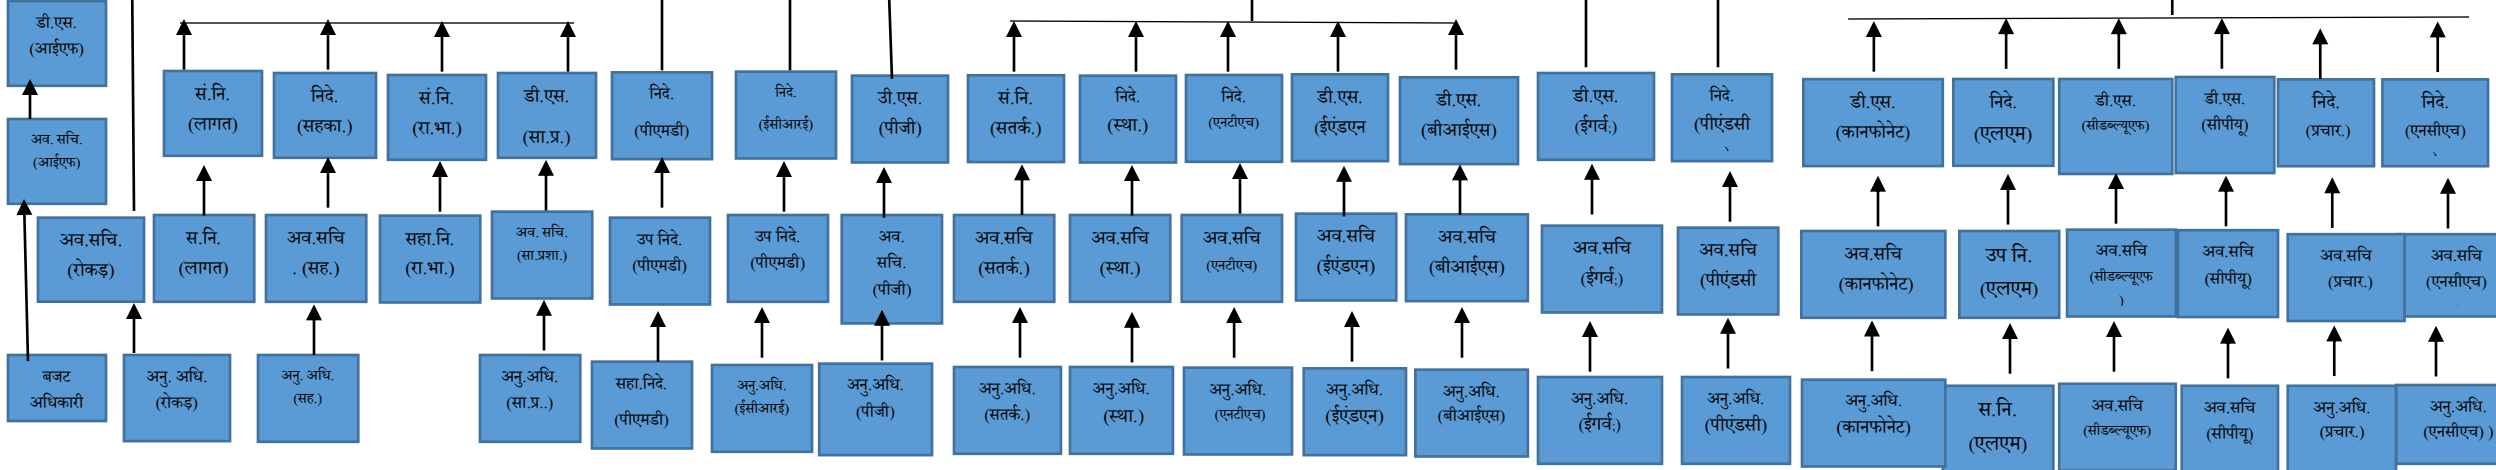 डी.एस.
(आईएफ)
सं.नि.
(लागत)
निदे.
(सहका.)
सं.नि.
(रा.भा.)
डी.एस.
(सा.प्र.)
निदे.
(पीएमडी)
निदे.
(ईसीआरई)
उी.एस.
(पीजी)
सं.नि.
(सतर्क.)
निदे.
(स्था.)
निदे.
(एनटीएच)
डी.एस.
(ईएंडएन
डी.एस.
(बीआईएस)
डी.एस.
(ईगर्व;)
निदे.
(पीएंडसी
डी.एस.
(कानफोनेट)
निदे.
(एलएम)
डी.एस.
(सीडब्ल्यूएफ)
डी.एस.
(सीपीयू)
निदे.
(प्रचार.)
निदे.
(एनसीएच)
अव. सचि.
(आईएफ)
अव.सचि.
(रोकड़)
स.नि.
(लागत)
अव.सचि
. (सह.)
सहा.नि.
(रा.भा.)
अव. सचि.
(सा.प्रशा.)
उप निदे.
(पीएमडी)
उप निदे.
(पीएमडी)
अव.
सचि.
(पीजी)
अव.सचि
(सतर्क.)
अव.सचि
(स्था.)
अव.सचि
(एनटीएच)
अव.सचि
(ईएंडएन)
अव.सचि
(बीआईएस)
अव.सचि
(ईगर्व;)
अव.सचि
(पीएंडसी
अव.सचि
(कानफोनेट)
उप नि.
(एलएम)
अव.सचि
(सीडब्ल्यूएफ
)
अव.सचि
(सीपीयू)
अव.सचि
(प्रचार.)
अव.सचि
(एनसीएच)
बजट
अधिकारी
अनु. अधि.
(रोकड़)
अनु. अधि.
(सह.)
अनु.अधि.
(सा.प्र..)
सहा.निदे.
(पीएमडी)
अनु.अधि.
(ईसीआरई)
अनु.अधि.
(पीजी)
अनु.अधि.
(सतर्क.)
अनु.अधि.
(स्था.)
अनु.अधि.
(एनटीएच)
अनु.अधि.
(ईएंडएन)
अनु.अधि.
(बीआईएस)
अनु.अधि.
(ईगर्व;)
अनु.अधि.
(पीएंडसी)
अनु.अधि.
(कानफोनेट)
स.नि.
(एलएम)
अव.सचि
(सीडब्ल्यूएफ)
अव.सचि
(सीपीयू)
अनु.अधि.
(प्रचार.)
अनु.अधि.
(एनसीएच) )